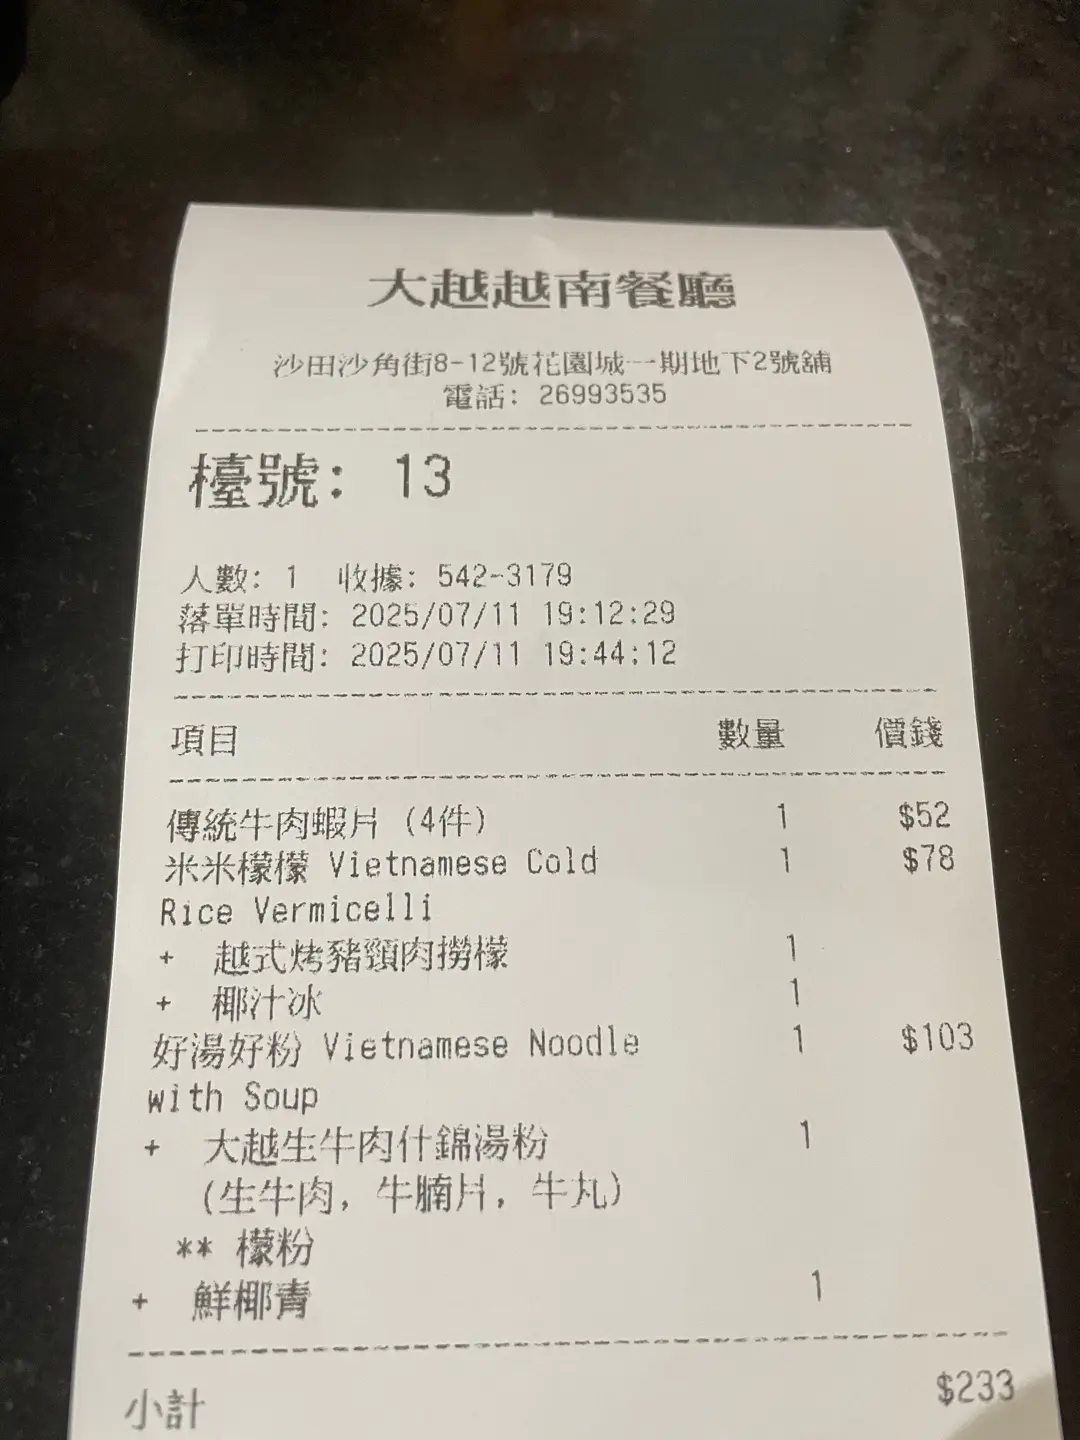 大越越南餐廳
沙田沙角街8-12號花園城一期地下2號舖
電話: 26993535
檯號: 13
人數: 1 收據: 542-3179
落單時間: 2025/07/11 19:12:29
打印時間: 2025/07/11 19:44:12
項目 數量 價錢
傳統牛肉蝦片 (4件) 1 $52
米米檬檬 Vietnamese Cold 1 $78
Rice Vermicelli
+ 越式烤豬頸肉撈檬 1
+ 椰汁冰 1
好湯好粉 Vietnamese Noodle 1 $103
with Soup
+ 大越生牛肉什錦湯粉 1
(生牛肉, 牛腩片, 牛丸)
** 檬粉
+ 鮮椰青 1
小計 $233